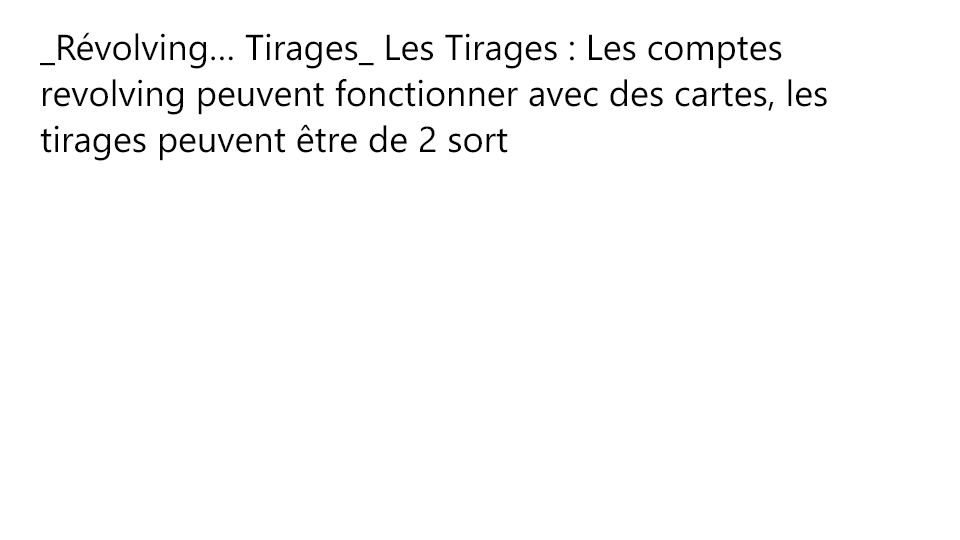 _Révolving... Tirages_ Les Tirages : Les comptes
revolving peuvent fonctionner avec des cartes, les
tirages peuvent être de 2 sort